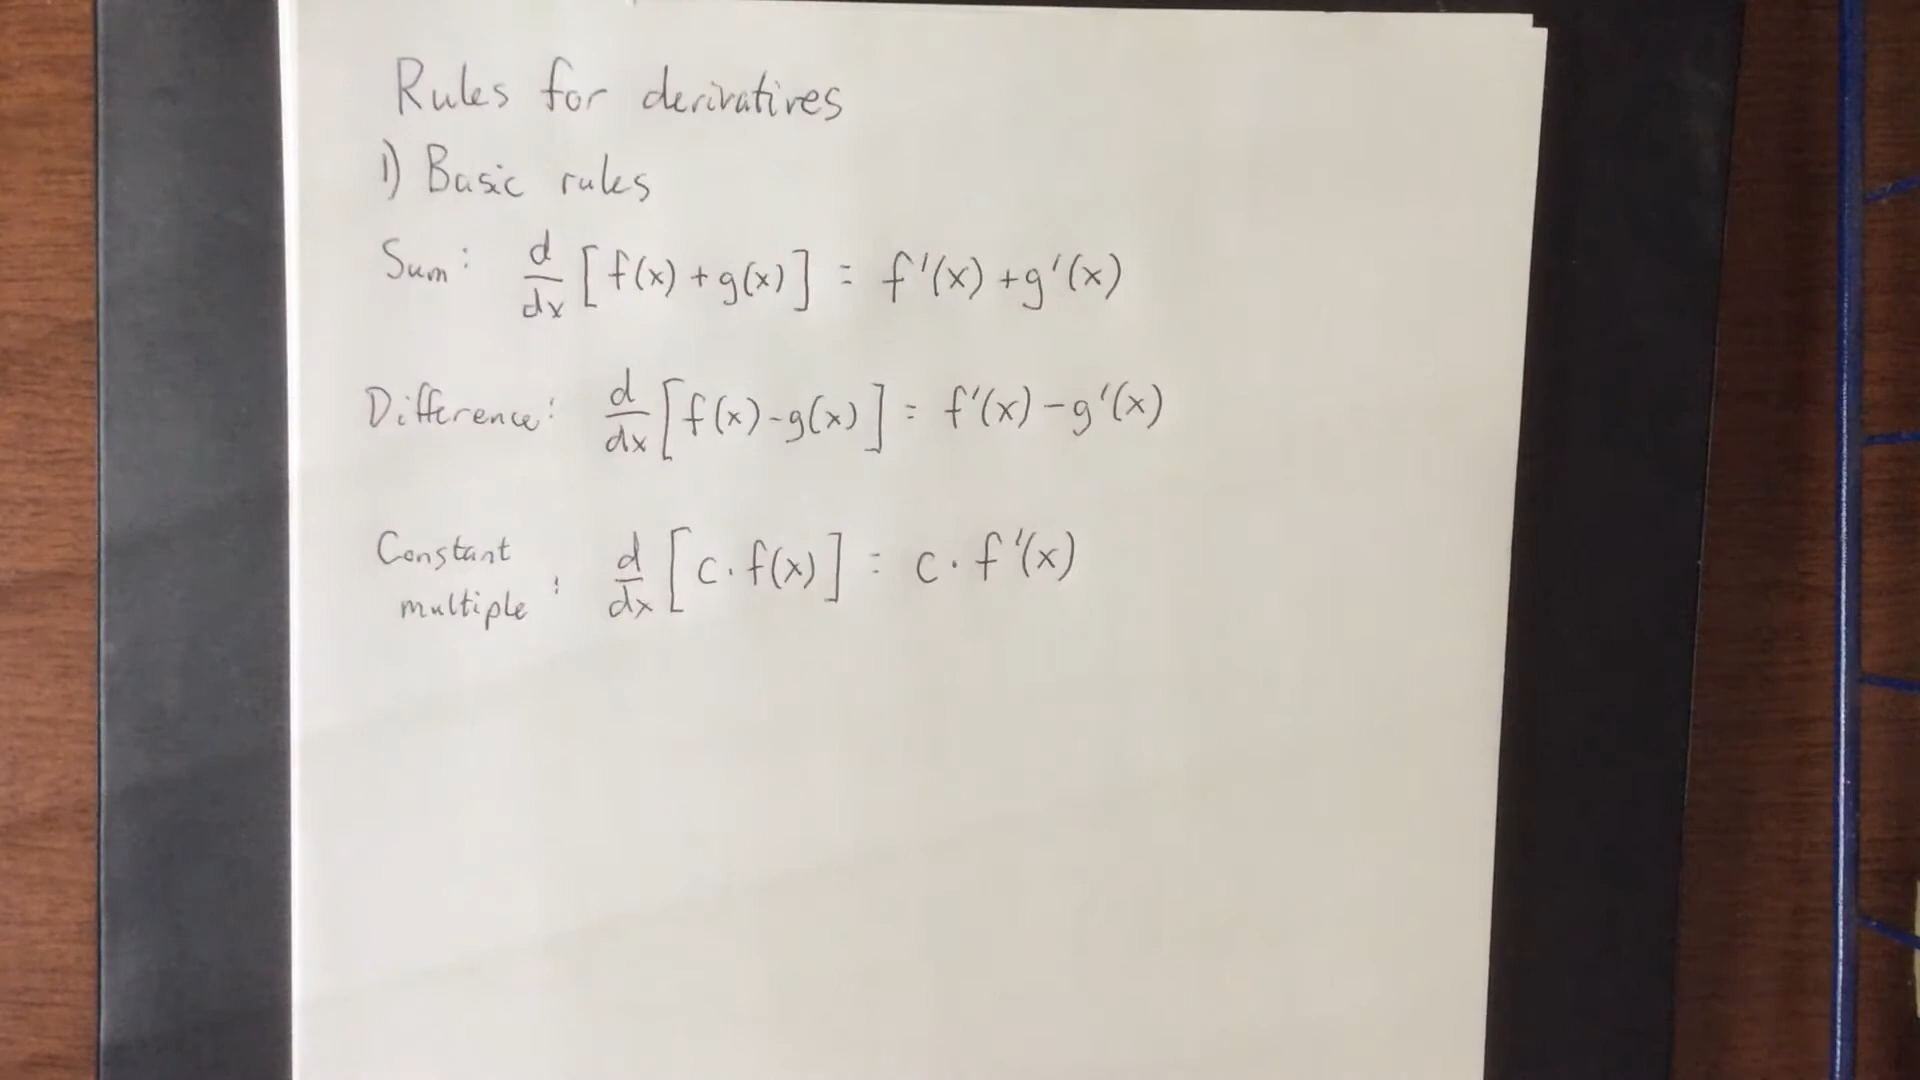 Rules for derivatives
1) Basic rules
Sum: d/dx [f(x) + g(x)] = f'(x) + g'(x)
Difference: d/dx [f(x) - g(x)] = f'(x) - g'(x)
Constant multiple: d/dx [c · f(x)] = c · f'(x)